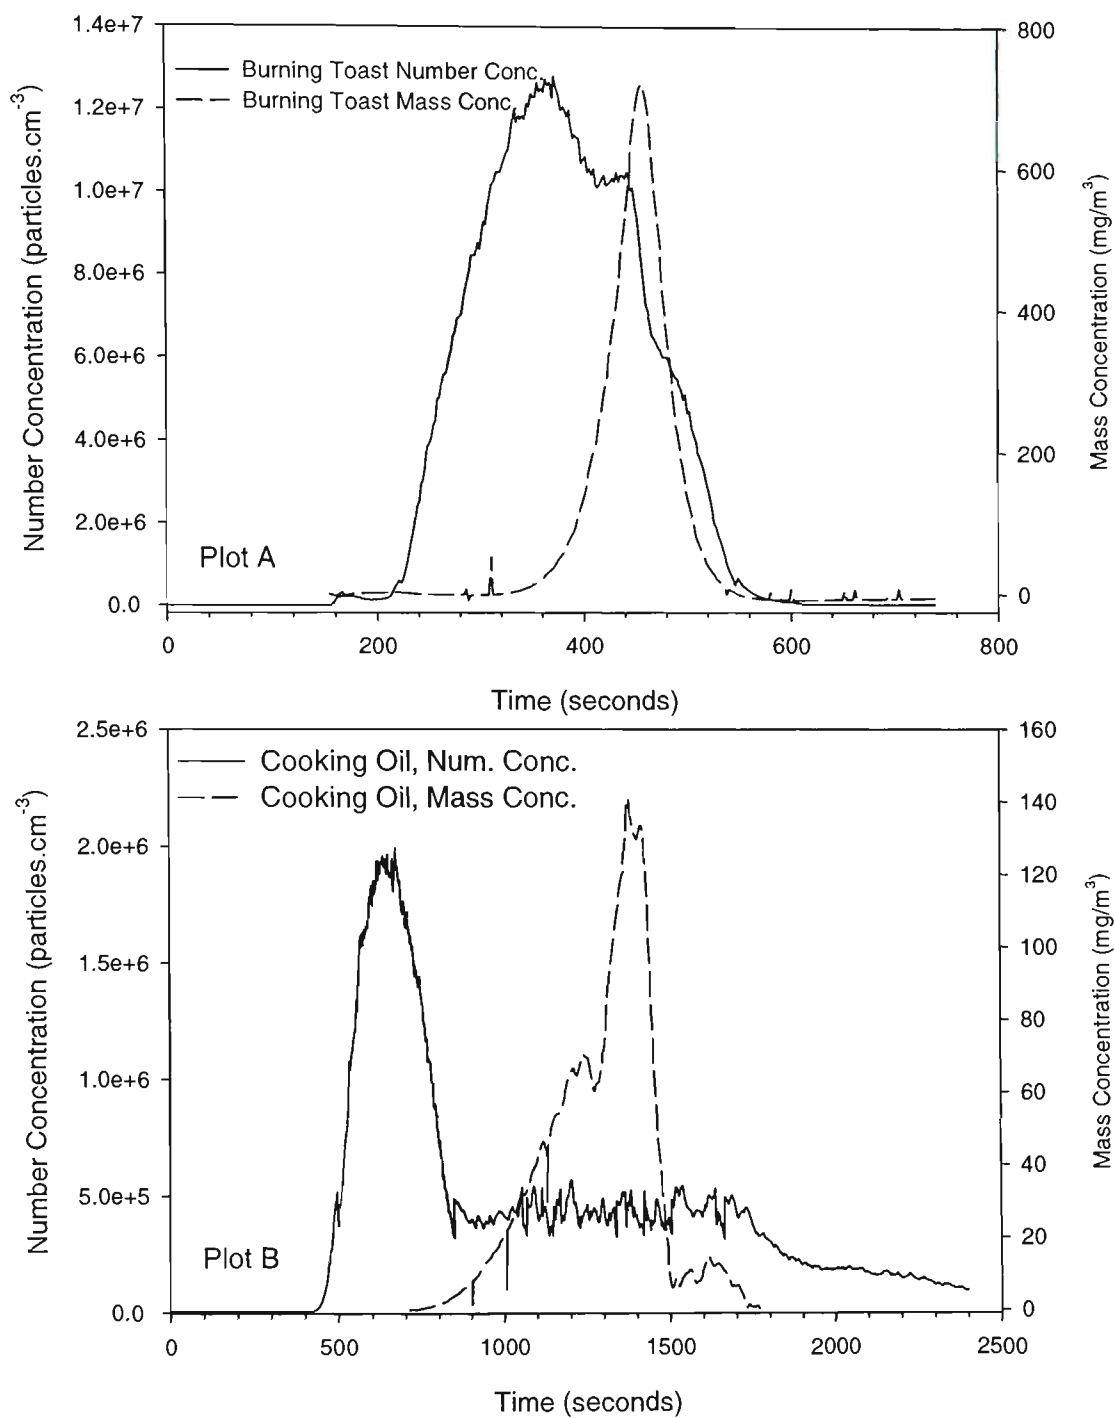 1.4e+7
1.2e+7
1.0e+7
8.0e+6
6.0e+6
4.0e+6
2.0e+6
0.0
Number Concentration (particles.cm-3)
Burning Toast Number Conc.
Burning Toast Mass Conc.
Plot A
800
600
400
200
0
Mass Concentration (mg/m3)
0 200 400 600 800
Time (seconds)
2.5e+6
2.0e+6
1.5e+6
1.0e+6
5.0e+5
0.0
Number Concentration (particles.cm-3)
Cooking Oil, Num. Conc.
Cooking Oil, Mass Conc.
Plot B
160
140
120
100
80
60
40
20
0
Mass Concentration (mg/m3)
0 500 1000 1500 2000 2500
Time (seconds)